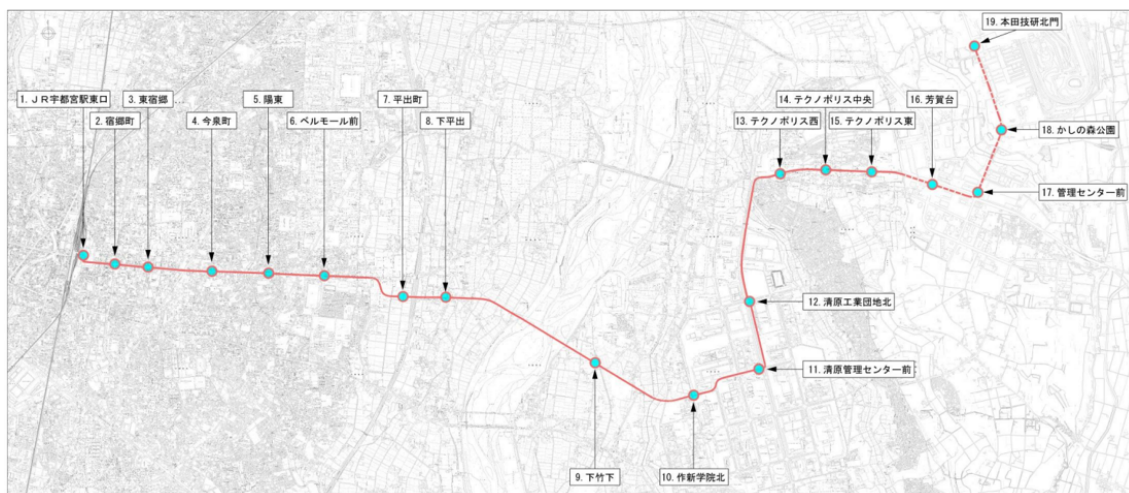 1. ＪＲ宇都宮駅東口
2. 宿郷町
3. 東宿郷
4. 今泉町
5. 陽東
6. ベルモール前
7. 平出町
8. 下平出
9. 下竹下
10. 作新学院北
11. 清原管理センター前
12. 清原工業団地北
13. テクノポリス西
14. テクノポリス中央
15. テクノポリス東
16. 芳賀台
17. 管理センター前
18. かしの森公園
19. 本田技研北門